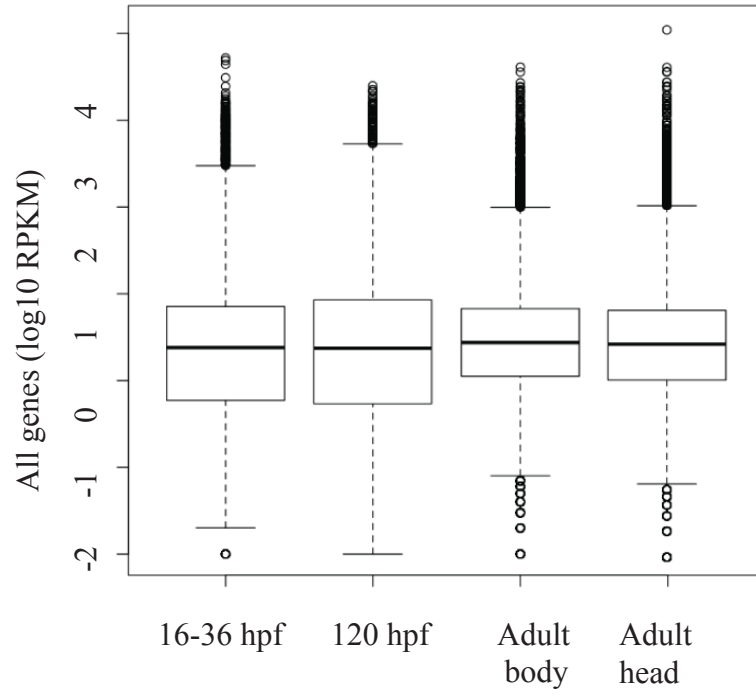 All genes (log10 RPKM)
4
3
2
1
0
-1
-2
16-36 hpf
120 hpf
Adult
body
Adult
head